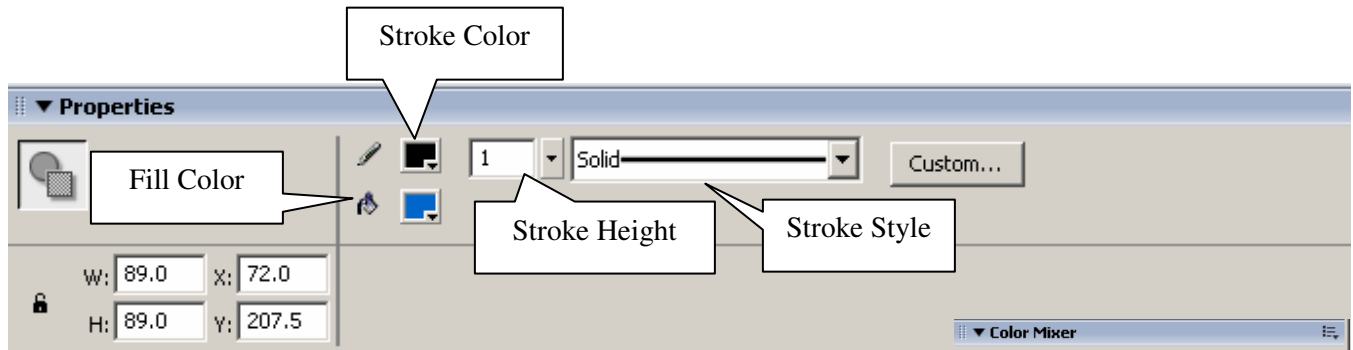 Stroke Color
Properties
Fill Color
1
Solid
Custom...
Stroke Height
Stroke Style
W: 89.0 X: 72.0
H: 89.0 Y: 207.5
Color Mixer